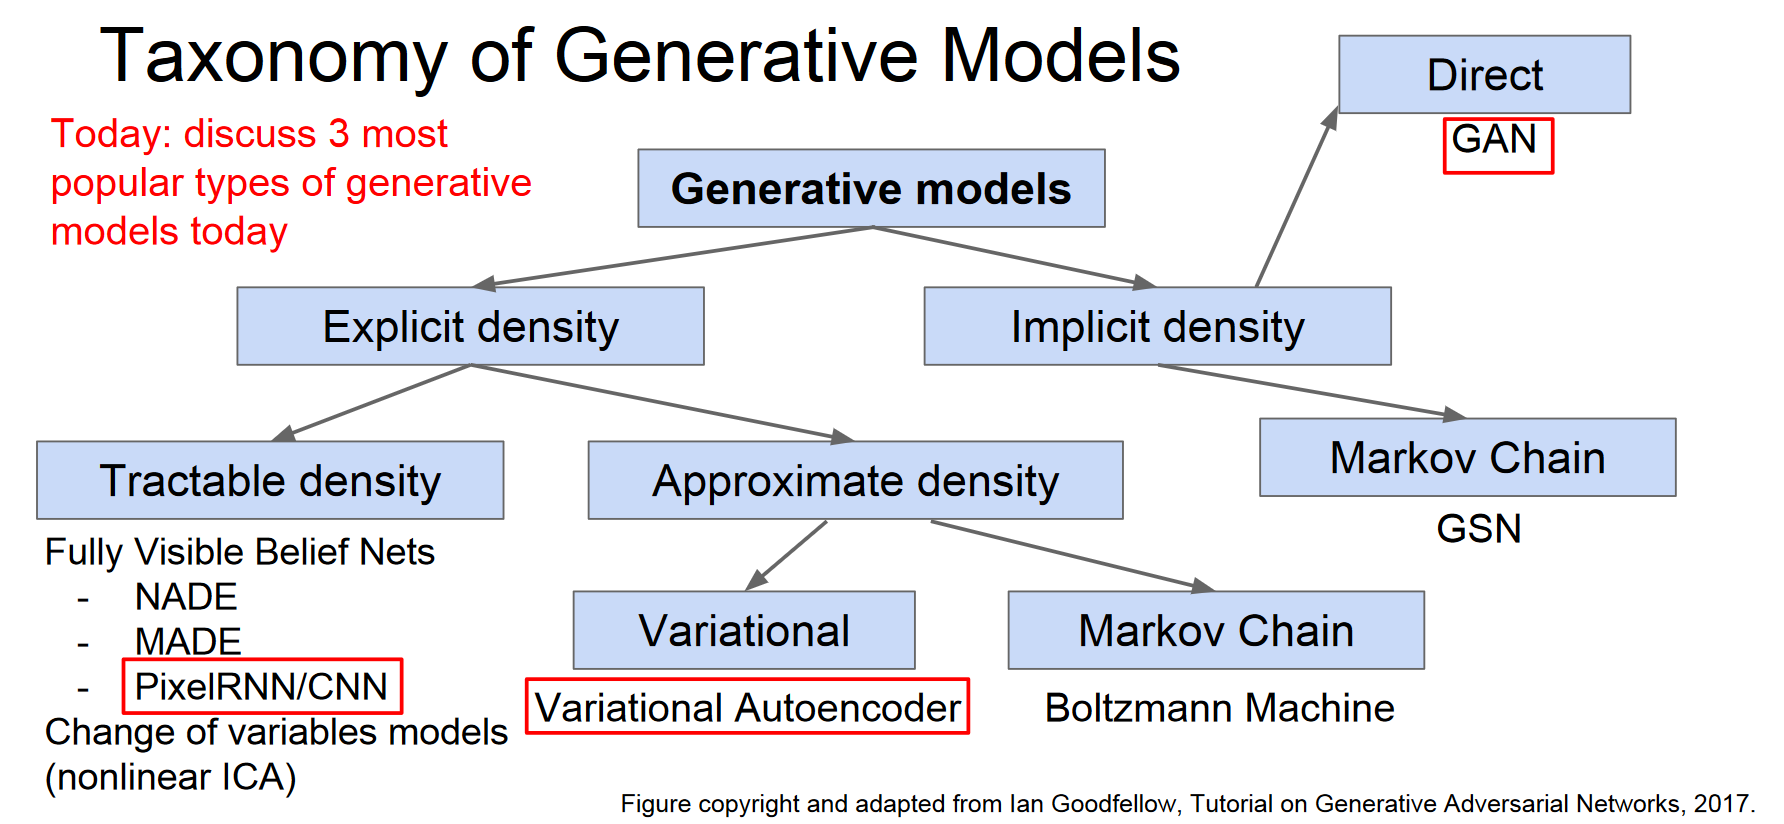 Taxonomy of Generative Models
Direct
GAN
Today: discuss 3 most
popular types of generative
models today
Generative models
Explicit density
Implicit density
Tractable density
Approximate density
Markov Chain
GSN
Fully Visible Belief Nets
- NADE
- MADE
- PixelRNN/CNN
Change of variables models
(nonlinear ICA)
Variational
Markov Chain
Variational Autoencoder
Boltzmann Machine
Figure copyright and adapted from Ian Goodfellow, Tutorial on Generative Adversarial Networks, 2017.